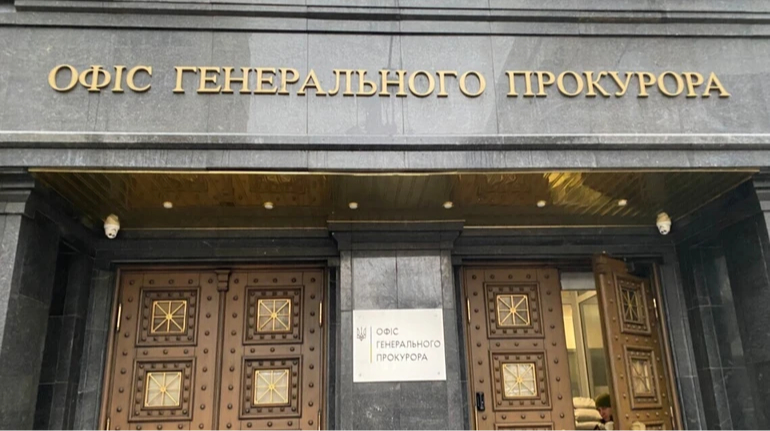 ОФІС ГЕНЕРАЛЬНОГО ПРОКУРОРА
ОФІС
ГЕНЕРАЛЬНОГО
ПРОКУРОРА